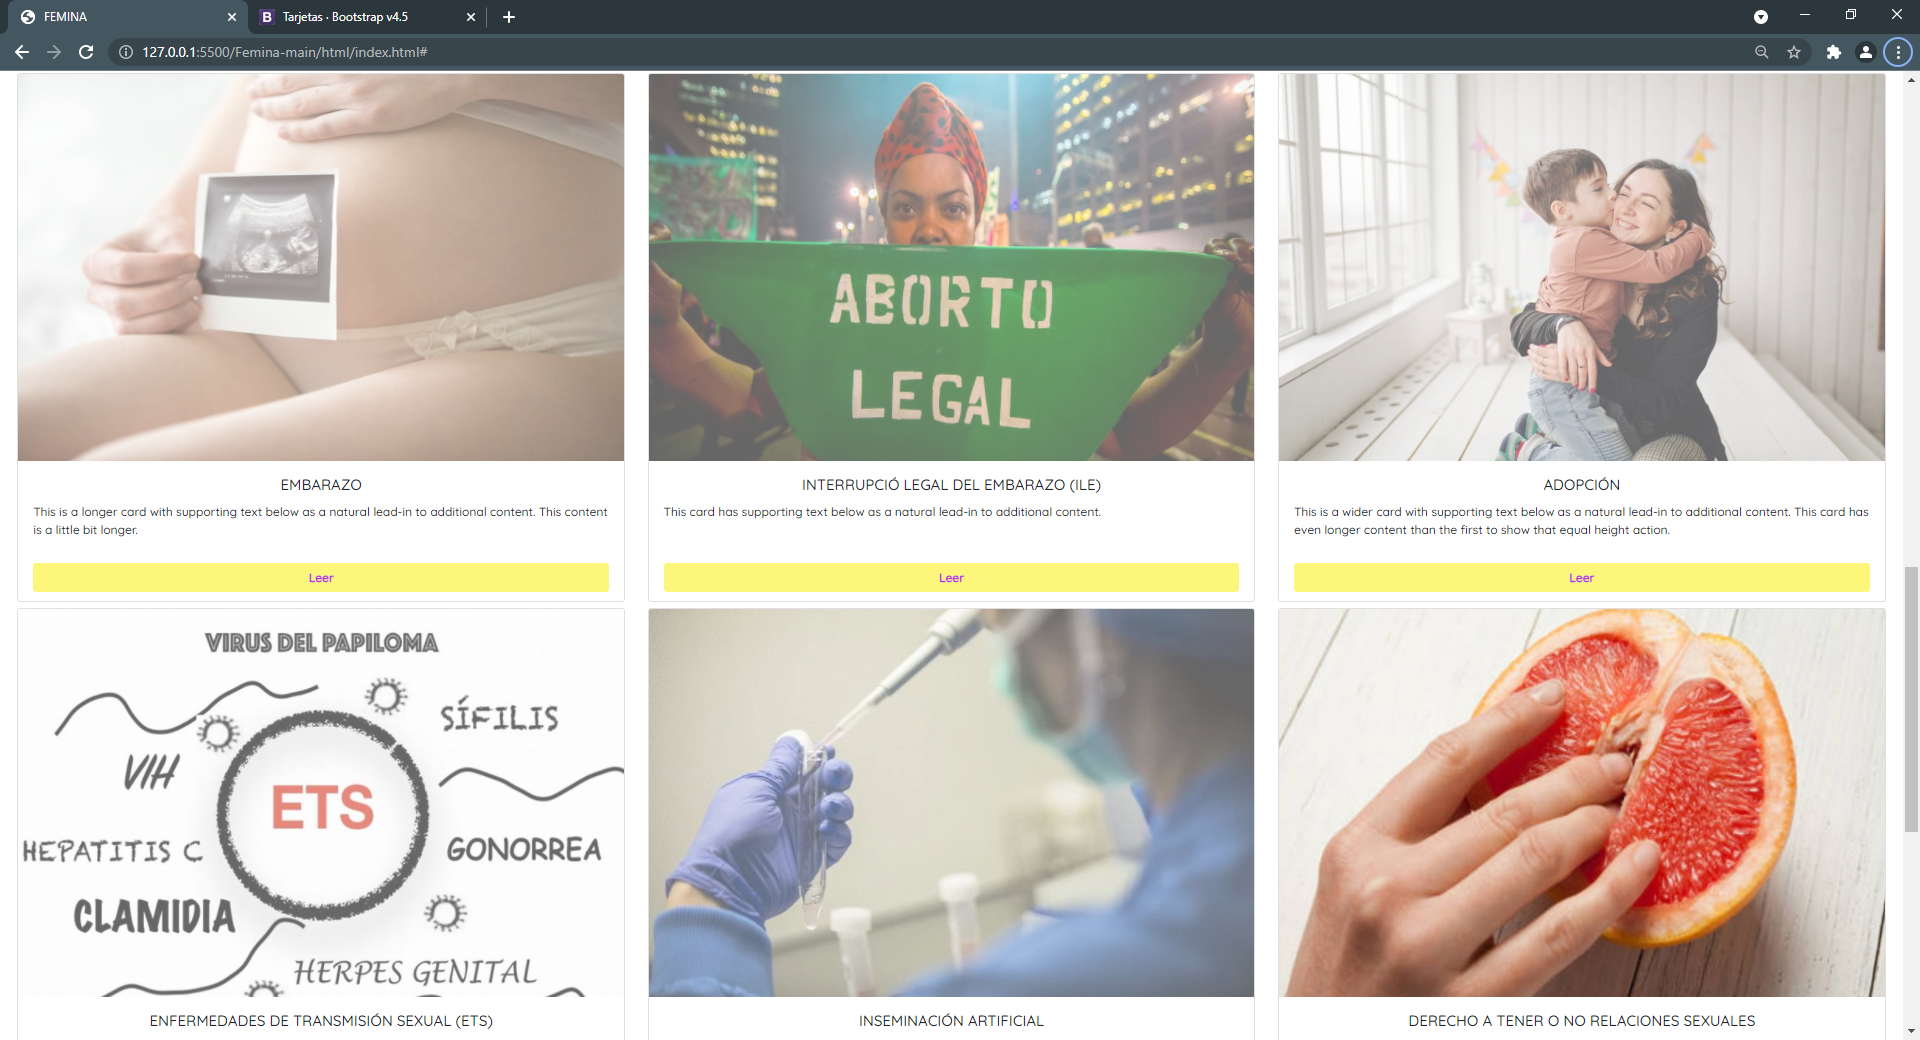 FEMINA
Tarjetas · Bootstrap v4.5
127.0.0.1:5500/Femina-main/html/index.html#
ABORTO
LEGAL
EMBARAZO
This is a longer card with supporting text below as a natural lead-in to additional content. This content
is a little bit longer.
Leer
INTERRUPCIÓ LEGAL DEL EMBARAZO (ILE)
This card has supporting text below as a natural lead-in to additional content.
Leer
ADOPCIÓN
This is a wider card with supporting text below as a natural lead-in to additional content. This card has
even longer content than the first to show that equal height action.
Leer
VIRUS DEL PAPILOMA
SÍFILIS
VIH
ETS
HEPATITIS C
GONORREA
CLAMIDIA
HERPES GENITAL
ENFERMEDADES DE TRANSMISIÓN SEXUAL (ETS)
INSEMINACIÓN ARTIFICIAL
DERECHO A TENER O NO RELACIONES SEXUALES